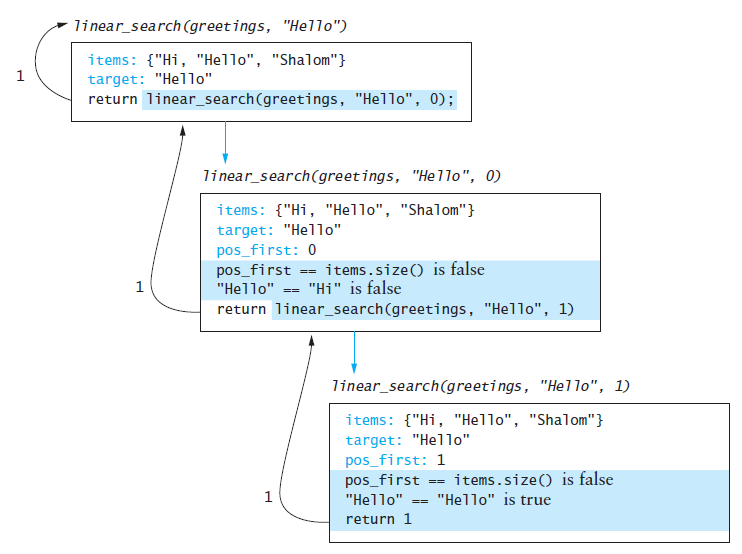 linear_search(greetings, "Hello")
items: {"Hi, "Hello", "Shalom"}
target: "Hello"
return linear_search(greetings, "Hello", 0);
1
linear_search(greetings, "Hello", 0)
items: {"Hi, "Hello", "Shalom"}
target: "Hello"
pos_first: 0
pos_first == items.size() is false
"Hello" == "Hi" is false
return linear_search(greetings, "Hello", 1)
1
linear_search(greetings, "Hello", 1)
items: {"Hi, "Hello", "Shalom"}
target: "Hello"
pos_first: 1
pos_first == items.size() is false
"Hello" == "Hello" is true
return 1
1